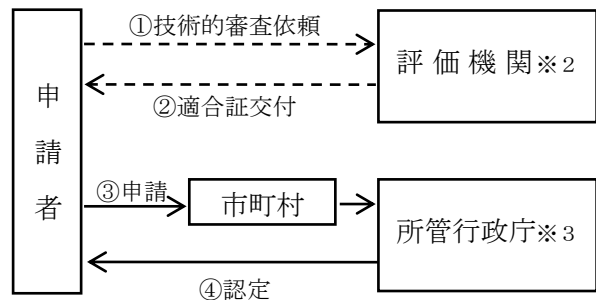 ①技術的審査依頼
評価機関※2
②適合証交付
申請者
③申請
市町村
所管行政庁※3
④認定